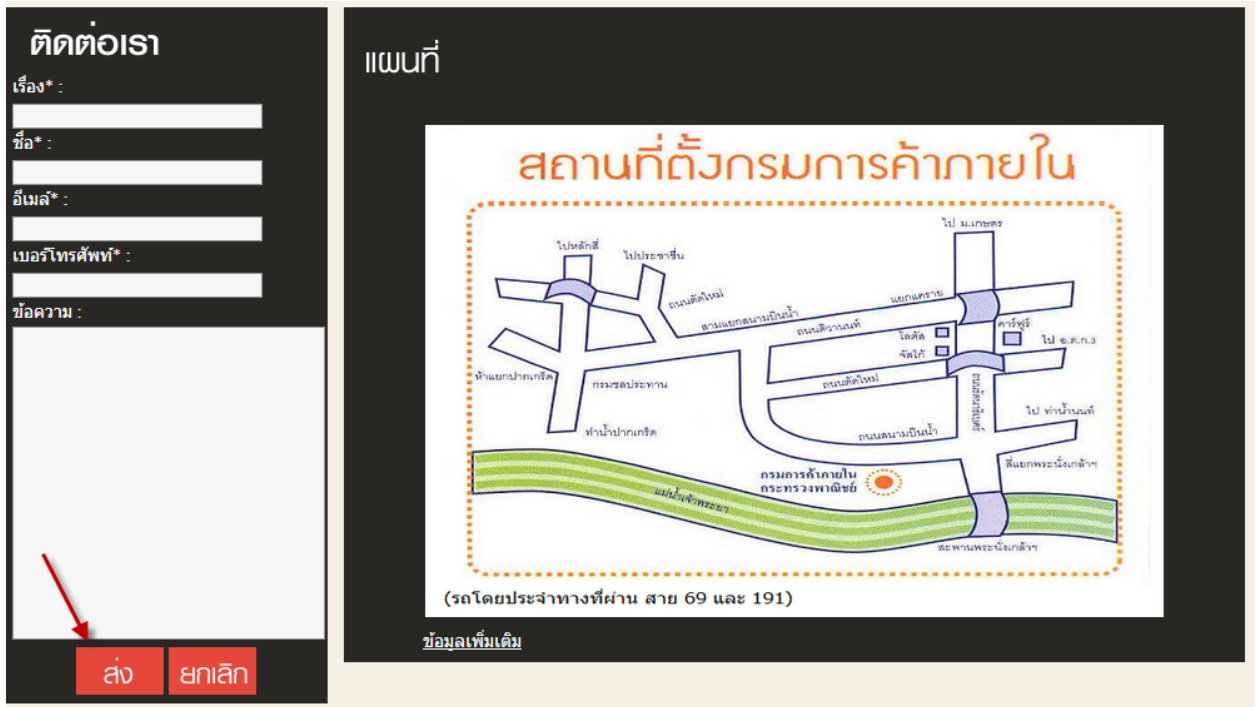 ติดต่อเรา
เรื่อง* :
ชื่อ* :
อีเมล์* :
เบอร์โทรศัพท์* :
ข้อความ :
ส่ง
ยกเลิก
แผนที่
สถานที่ตั้งกรมการค้าภายใน
ไป ม.เกษตร
ไปหลักสี่
ไปประชาชื่น
ถนนตัดใหม่
สามแยกสนามบินน้ำ
แยกแคราย
ถนนติวานนท์
โลตัส
คาร์ฟูร์
ไป อ.ต.ก.3
จัสโก้
ห้าแยกปากเกร็ด
กรมชลประทาน
ถนนตัดใหม่
ไป ท่าน้ำนนท์
ท่าน้ำปากเกร็ด
ถนนสนามบินน้ำ
สี่แยกพระนั่งเกล้าฯ
กรมการค้าภายใน
กระทรวงพาณิชย์
แม่น้ำเจ้าพระยา
สะพานพระนั่งเกล้าฯ
(รถโดยประจำทางที่ผ่าน สาย 69 และ 191)
ข้อมูลเพิ่มเติม